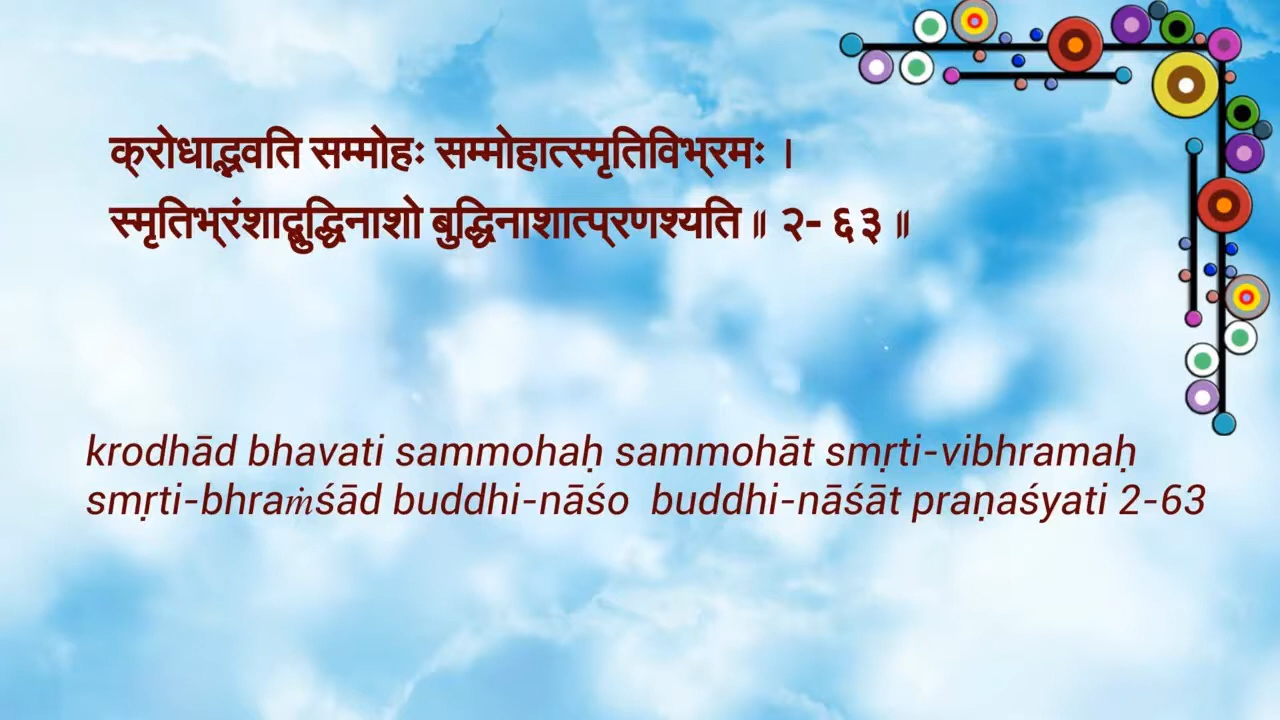 क्रोधाद्भवति सम्मोहः सम्मोहात्स्मृतिविभ्रमः ।
स्मृतिभ्रंशाद्बुद्धिनाशो बुद्धिनाशात्प्रणश्यति ॥ २- ६३ ॥
krodhād bhavati sammohaḥ sammohāt smṛti-vibhramaḥ
smṛti-bhraṁśād buddhi-nāśo buddhi-nāśāt praṇaśyati 2-63